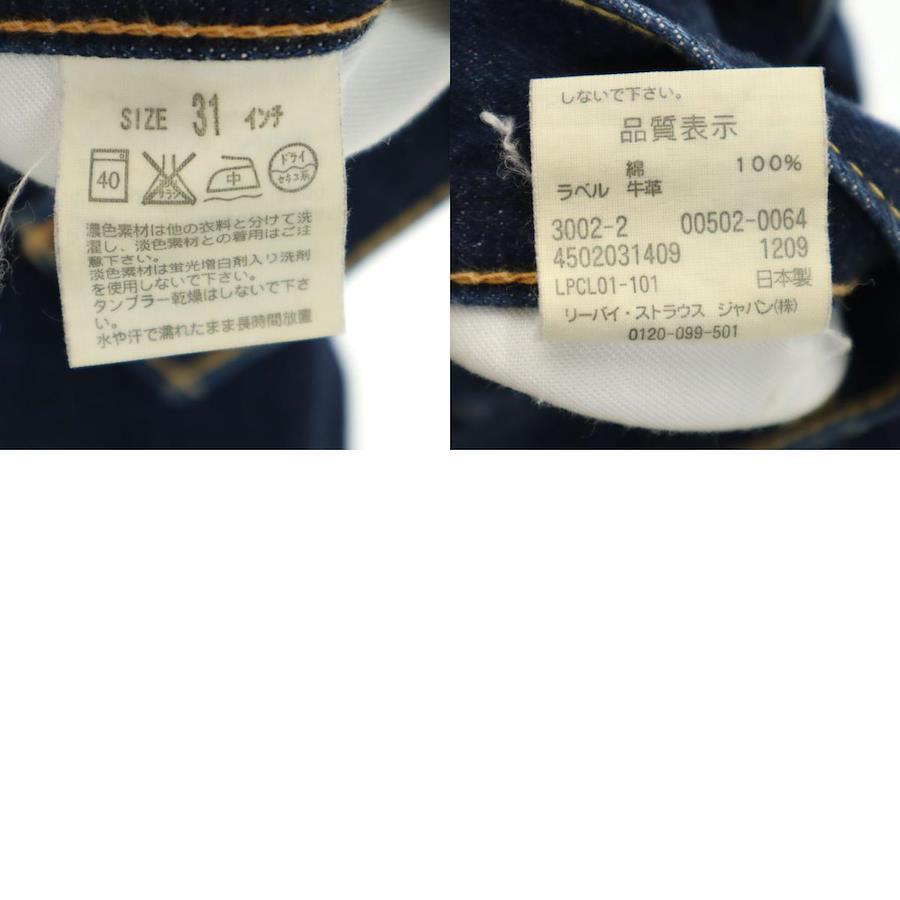 SIZE 31 インチ
40
エンソ
サラシ
中
ドライ
セキユ系
濃色素材は他の衣料と分けて洗
濯し、淡色素材との着用はご注
意下さい。
淡色素材は蛍光増白剤入り洗剤
を使用しないで下さい。
タンブラー乾燥はしないで下さ
い。
水や汗で濡れたまま長時間放置
しないで下さい。
品質表示
綿 100%
ラベル 牛革
3002-2 00502-0064
4502031409 1209
LPCL01-101 日本製
リーバイ・ストラウス ジャパン(株)
0120-099-501